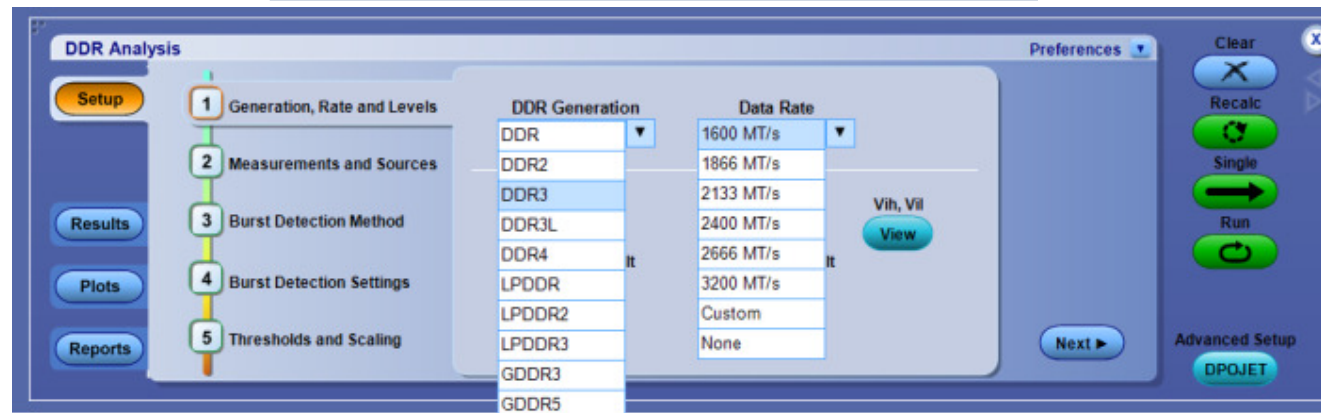 DDR Analysis
Preferences
Setup
Results
Plots
Reports
1 Generation, Rate and Levels
2 Measurements and Sources
3 Burst Detection Method
4 Burst Detection Settings
5 Thresholds and Scaling
DDR Generation
DDR
DDR2
DDR3
DDR3L
DDR4
LPDDR
LPDDR2
LPDDR3
GDDR3
GDDR5
lt
Data Rate
1600 MT/s
1866 MT/s
2133 MT/s
2400 MT/s
2666 MT/s
3200 MT/s
Custom
None
lt
Vih, Vil
View
Next
Clear
X
Recalc
Single
Run
Advanced Setup
DPOJET